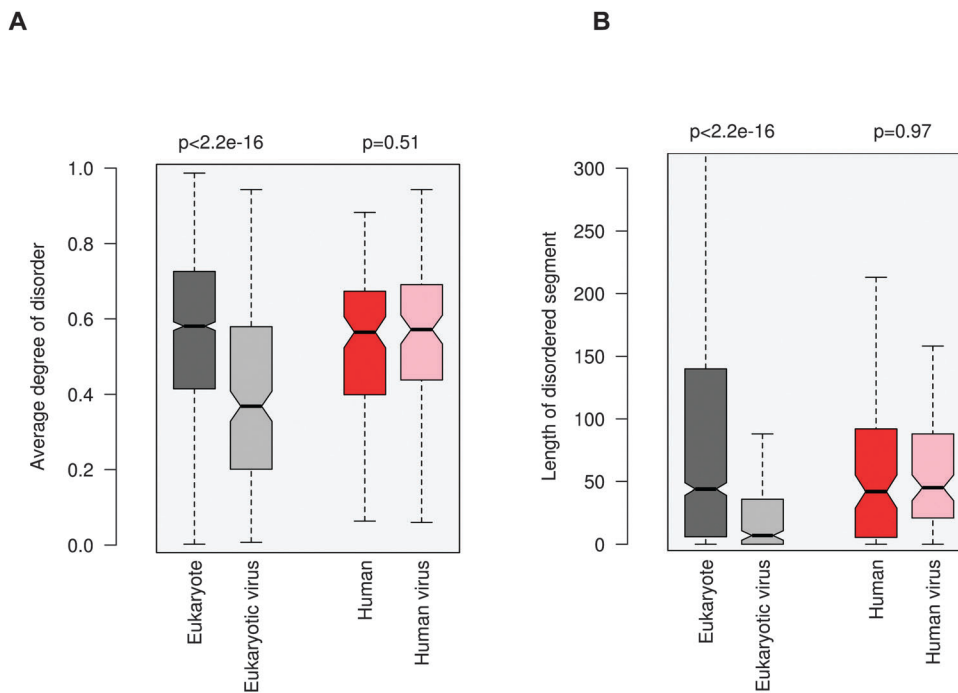 A
B
p<2.2e-16
p=0.51
Average degree of disorder
1.0
0.8
0.6
0.4
0.2
0.0
Eukaryote
Eukaryotic virus
Human
Human virus
p<2.2e-16
p=0.97
Length of disordered segment
300
250
200
150
100
50
0
Eukaryote
Eukaryotic virus
Human
Human virus